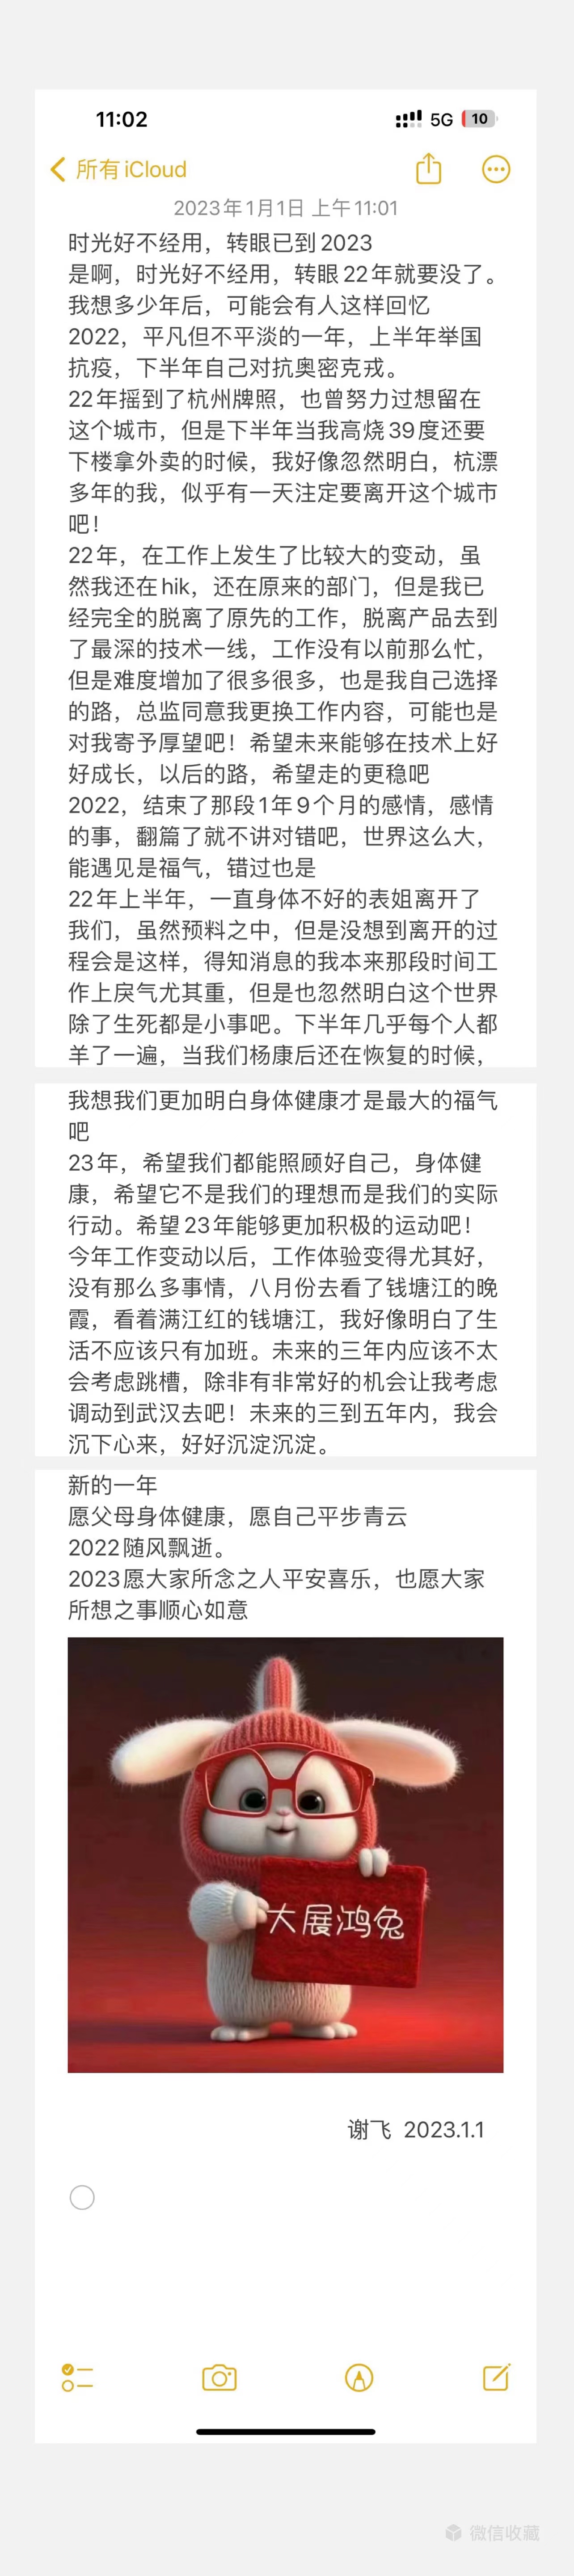 11:02
5G 10
所有 iCloud
2023年1月1日 上午11:01
时光好不经用，转眼已到2023
是啊，时光好不经用，转眼22年就要没了。
我想多少年后，可能会有人这样回忆
2022，平凡但不平淡的一年，上半年举国
抗疫，下半年自己对抗奥密克戎。
22年摇到了杭州牌照，也曾努力过想留在
这个城市，但是下半年当我高烧39度还要
下楼拿外卖的时候，我好像忽然明白，杭漂
多年的我，似乎有一天注定要离开这个城市
吧！
22年，在工作上发生了比较大的变动，虽
然我还在hik，还在原来的部门，但是我已
经完全的脱离了原先的工作，脱离产品去到
了最深的技术一线，工作没有以前那么忙，
但是难度增加了很多很多，也是我自己选择
的路，总监同意我更换工作内容，可能也是
对我寄予厚望吧！希望未来能够在技术上好
好成长，以后的路，希望走的更稳吧
2022，结束了那段1年9个月的感情，感情
的事，翻篇了就不讲对错吧，世界这么大，
能遇见是福气，错过也是
22年上半年，一直身体不好的表姐离开了
我们，虽然预料之中，但是没想到离开的过
程会是这样，得知消息的我本来那段时间工
作上戾气尤其重，但是也忽然明白这个世界
除了生死都是小事吧。下半年几乎每个人都
羊了一遍，当我们杨康后还在恢复的时候，
我想我们更加明白身体健康才是最大的福气
吧
23年，希望我们都能照顾好自己，身体健
康，希望它不是我们的理想而是我们的实际
行动。希望23年能够更加积极的运动吧！
今年工作变动以后，工作体验变得尤其好，
没有那么多事情，八月份去看了钱塘江的晚
霞，看着满江红的钱塘江，我好像明白了生
活不应该只有加班。未来的三年内应该不太
会考虑跳槽，除非有非常好的机会让我考虑
调动到武汉去吧！未来的三到五年内，我会
沉下心来，好好沉淀沉淀。
新的一年
愿父母身体健康，愿自己平步青云
2022随风飘逝。
2023愿大家所念之人平安喜乐，也愿大家
所想之事顺心如意
大展鸿兔
谢飞 2023.1.1
微信收藏